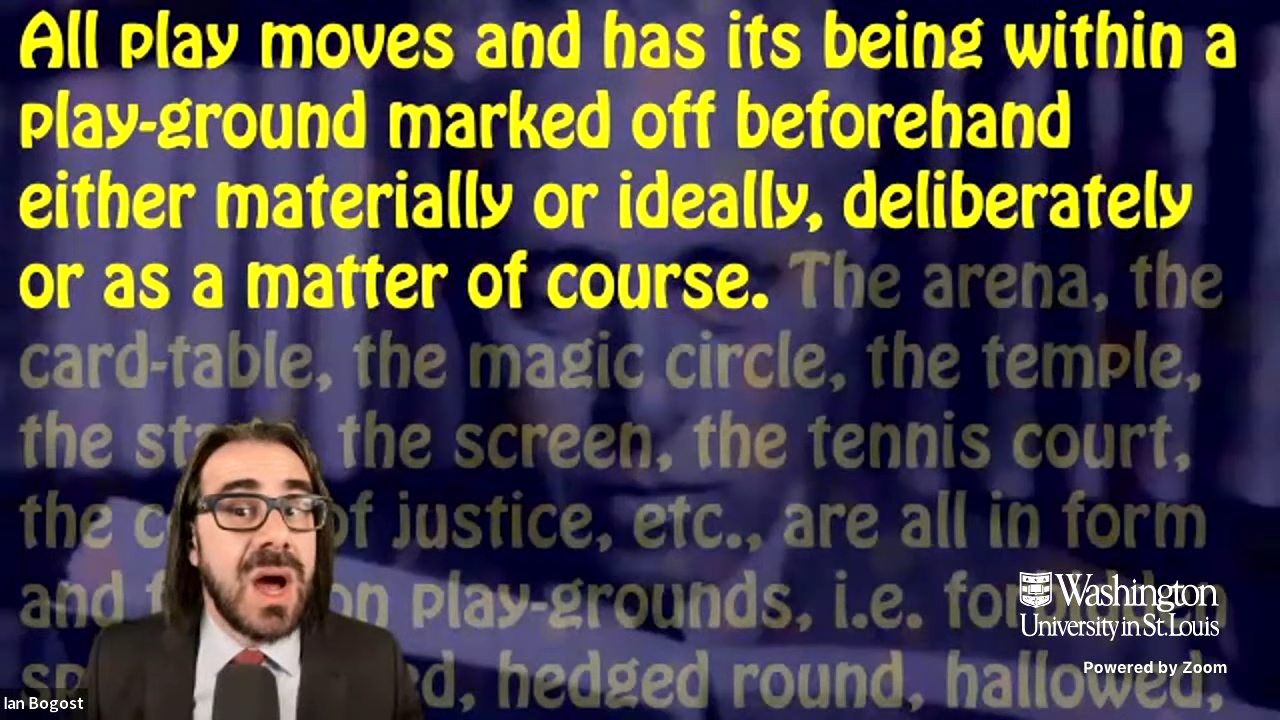 All play moves and has its being within a
play-ground marked off beforehand
either materially or ideally, deliberately
or as a matter of course. The arena, the
card-table, the magic circle, the temple,
the the screen, the tennis court,
the of justice, etc., are all in form
and play-grounds, i.e.
hedged round, hallowed,
Washington
University in St. Louis
Powered by Zoom
Ian Bogost